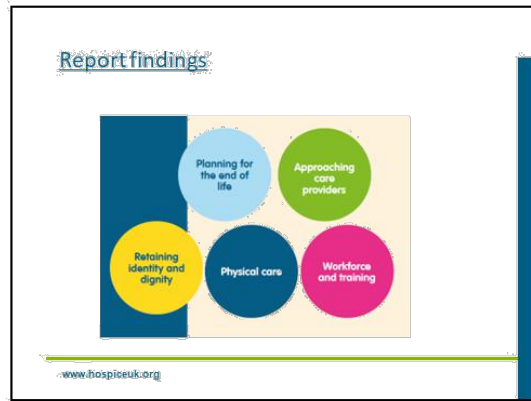 Report findings
Planning for
the end of
life
Approaching
care
providers
Retaining
identity and
dignity
Physical care
Workforce
and training
www.hospiceuk.org